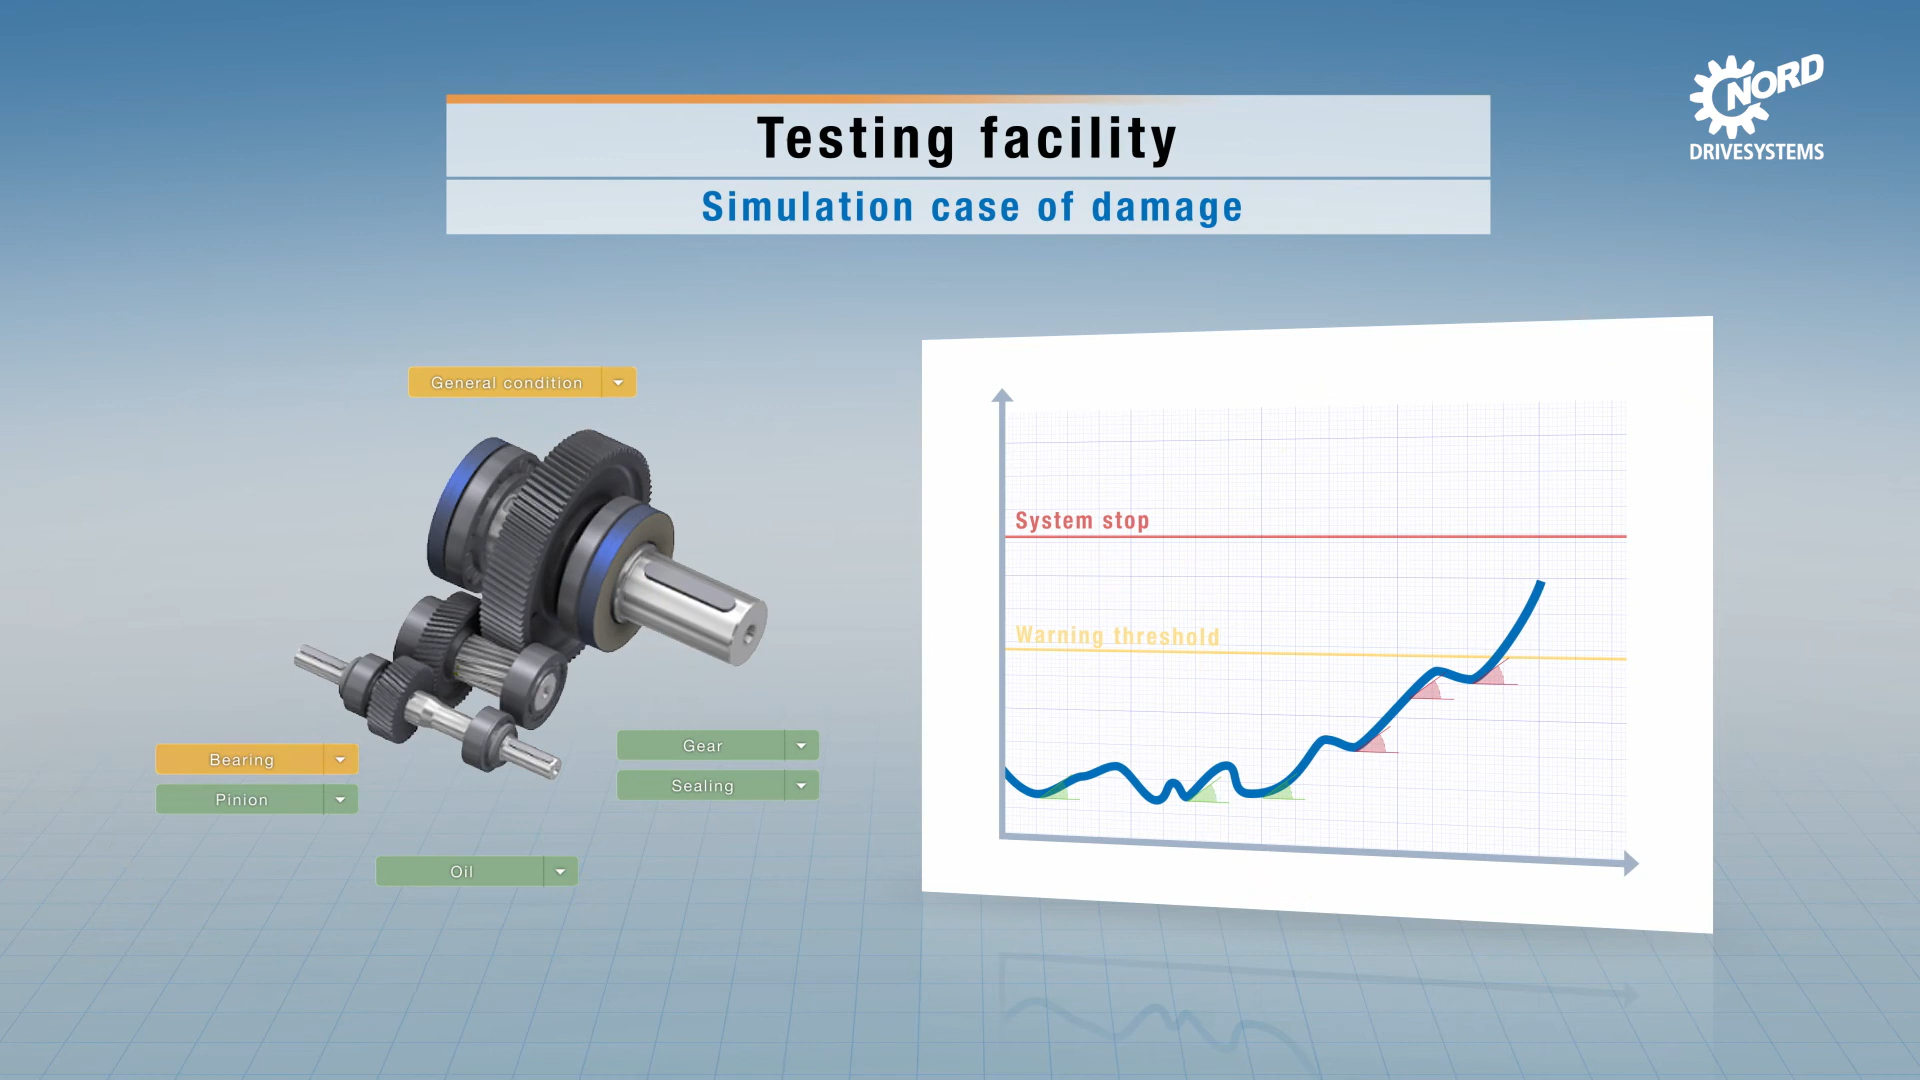 NORD
DRIVESYSTEMS
Testing facility
Simulation case of damage
General condition
System stop
Warning threshold
Bearing
Pinion
Gear
Sealing
Oil